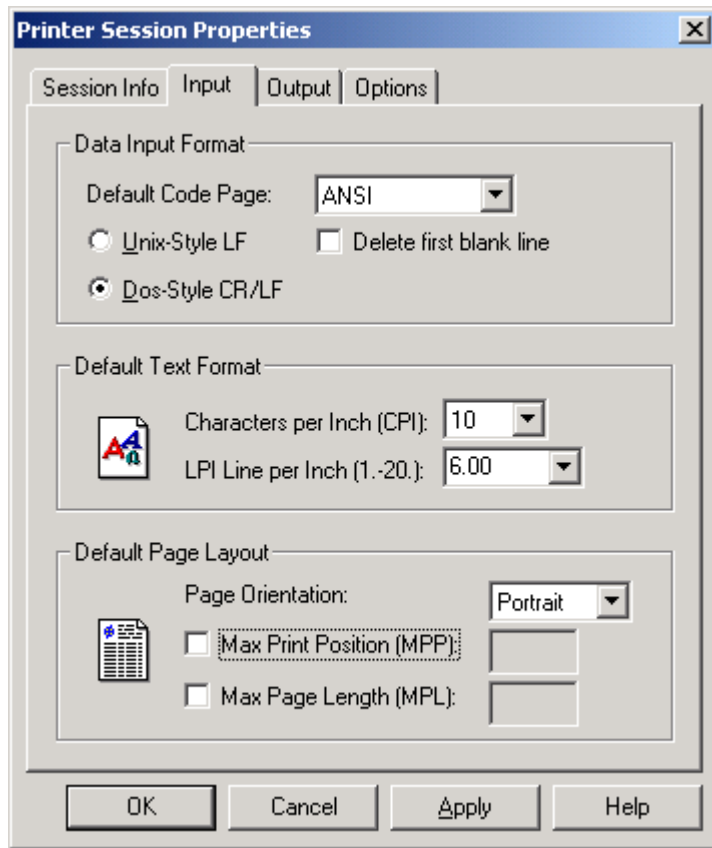 Printer Session Properties
Session Info Input Output Options
Data Input Format
Default Code Page: ANSI
Unix-Style LF Delete first blank line
Dos-Style CR/LF
Default Text Format
Characters per Inch (CPI): 10
LPI Line per Inch (1.-20.): 6.00
Default Page Layout
Page Orientation: Portrait
Max Print Position (MPP):
Max Page Length (MPL):
OK Cancel Apply Help